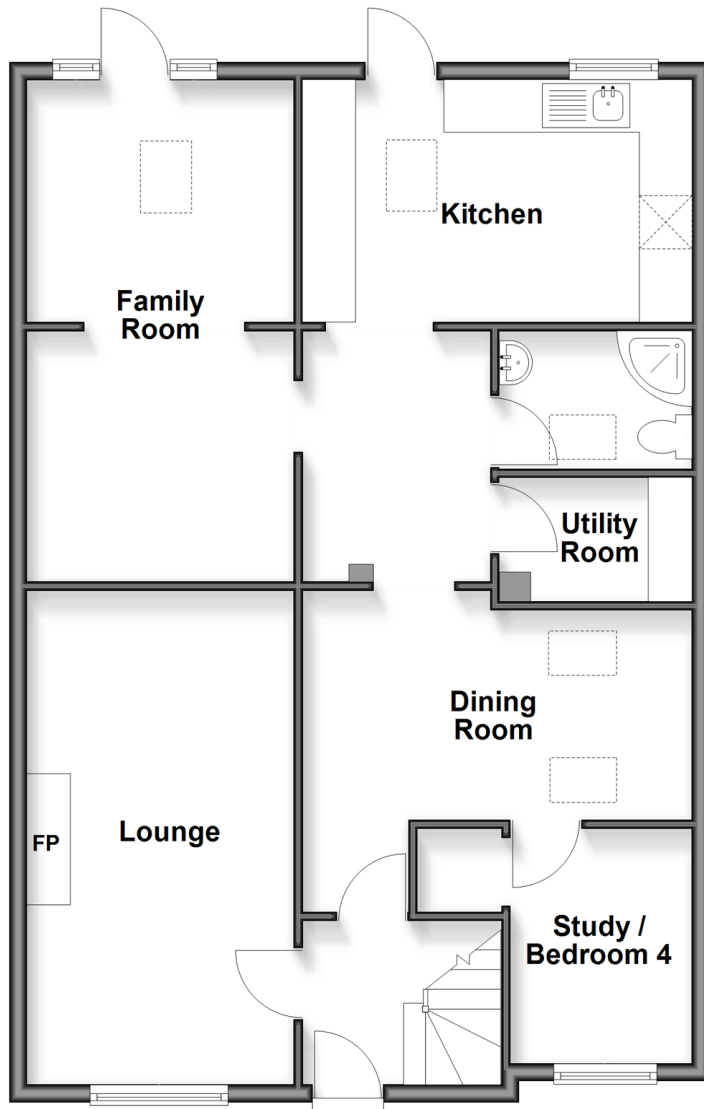 Kitchen
Family
Room
Utility
Room
Dining
Room
Lounge
FP
Study /
Bedroom 4